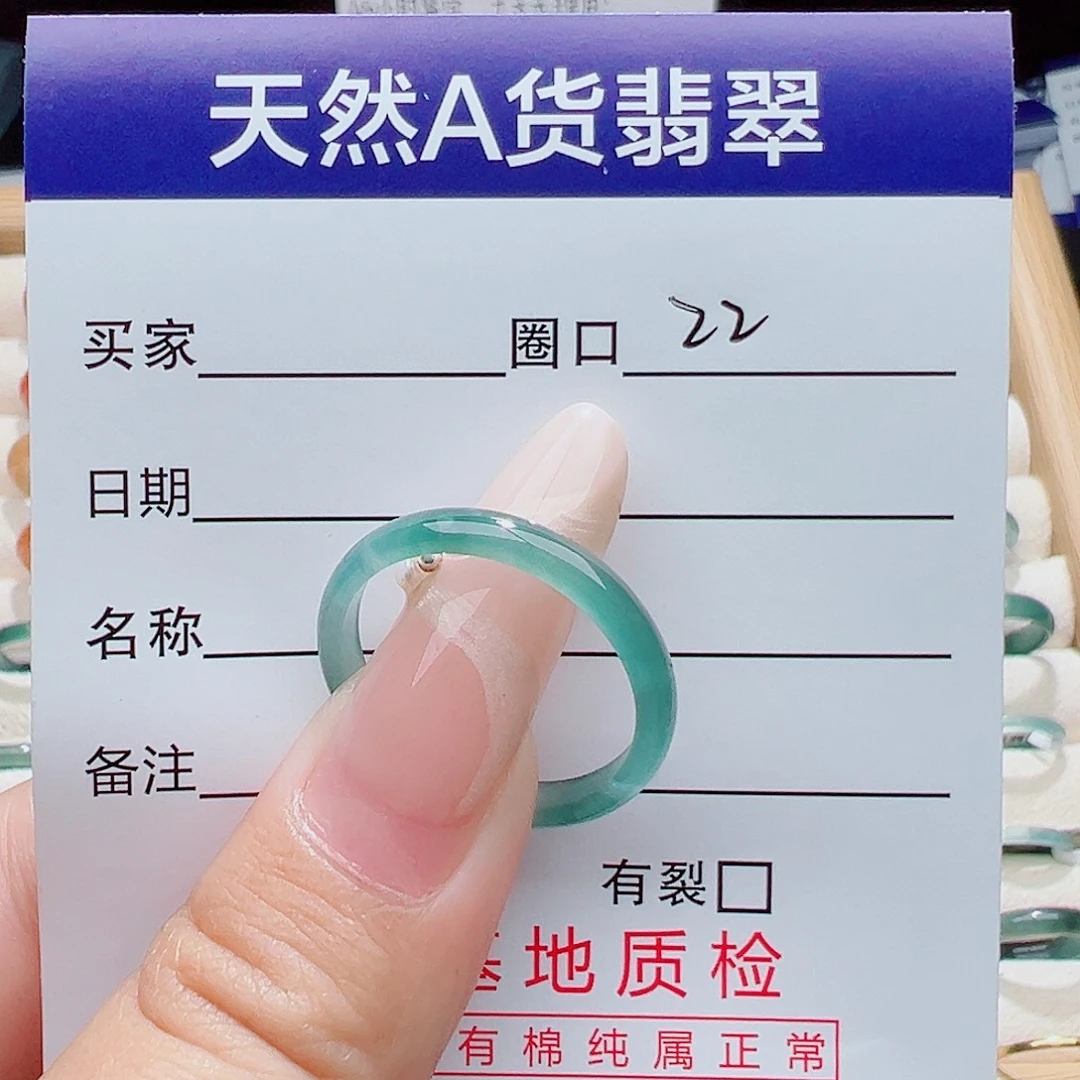 天然A货翡翠
买家 圈口 22
日期
名称
备注
有裂
地质检
有棉纯属正常